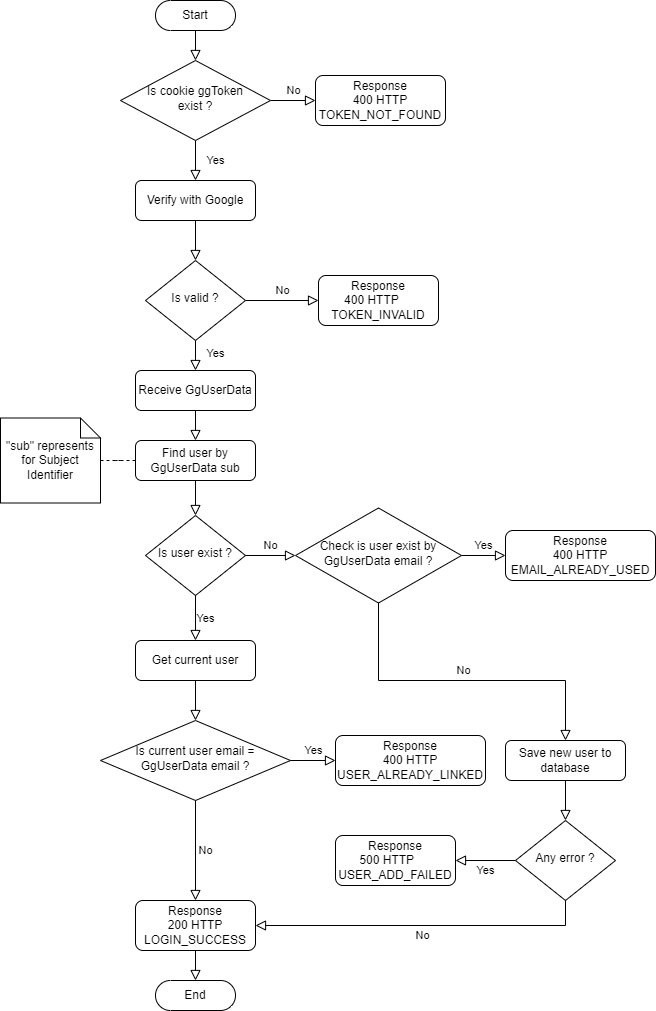 Start
Is cookie ggToken
exist ?
No
Response
400 HTTP
TOKEN_NOT_FOUND
Yes
Verify with Google
Is valid ?
No
Response
400 HTTP
TOKEN_INVALID
Yes
Receive GgUserData
"sub" represents
for Subject
Identifier
Find user by
GgUserData sub
Is user exist ?
No
Check is user exist by
GgUserData email ?
Yes
Response
400 HTTP
EMAIL_ALREADY_USED
Yes
Get current user
No
Is current user email =
GgUserData email ?
Yes
Response
400 HTTP
USER_ALREADY_LINKED
Save new user to
database
No
Response
500 HTTP
USER_ADD_FAILED
Yes
Any error ?
Response
200 HTTP
LOGIN_SUCCESS
No
End